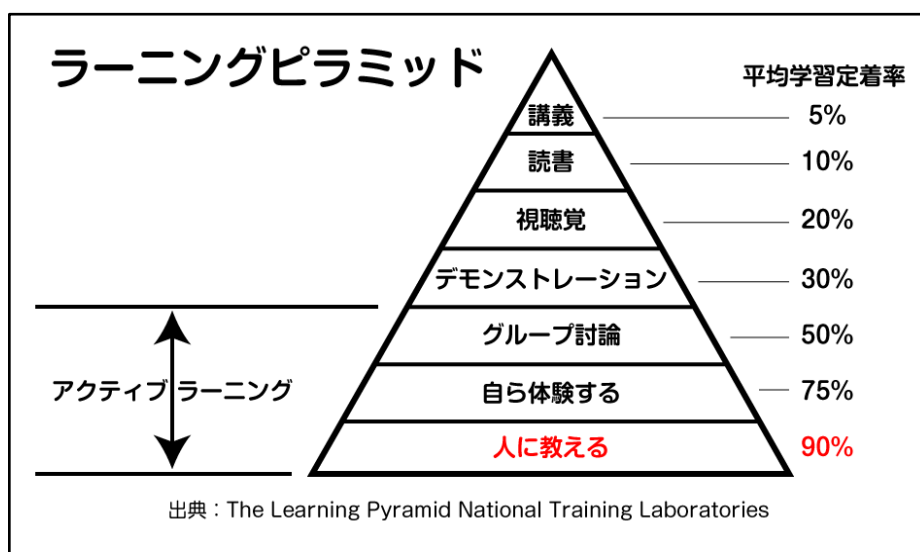 ラーニングピラミッド
平均学習定着率
講義 5%
読書 10%
視聴覚 20%
デモンストレーション 30%
グループ討論 50%
自ら体験する 75%
人に教える 90%
アクティブ ラーニング
出典：The Learning Pyramid National Training Laboratories